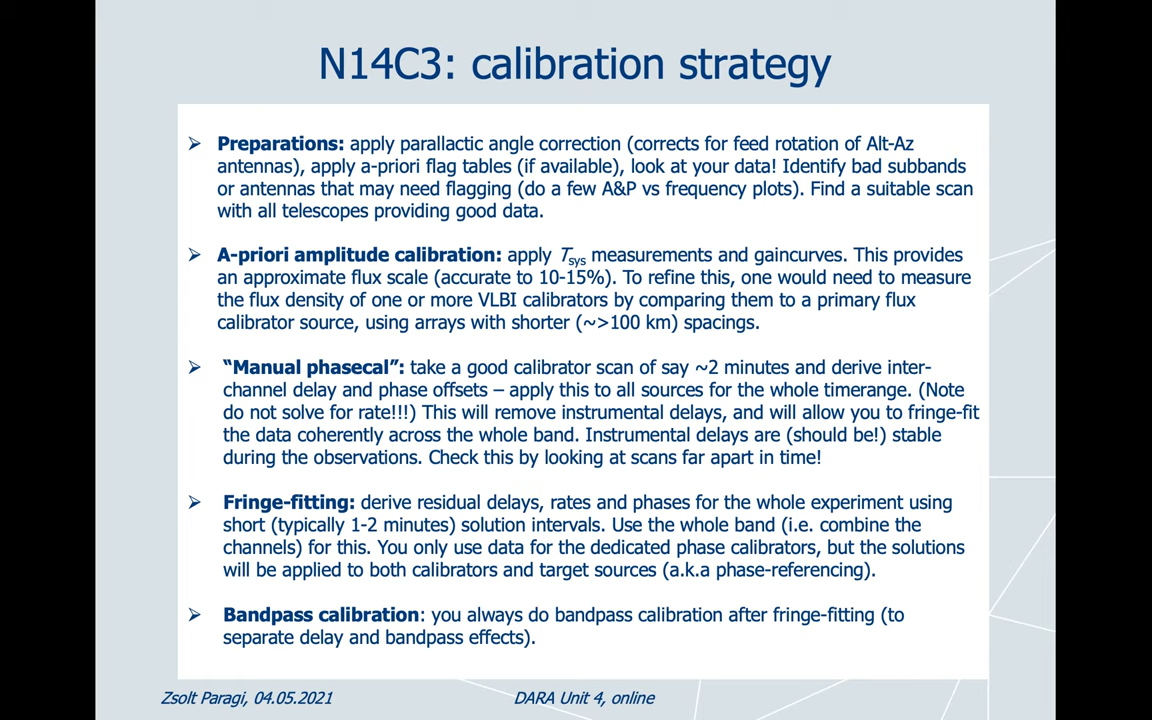 N14C3: calibration strategy
➢ Preparations: apply parallactic angle correction (corrects for feed rotation of Alt-Az
antennas), apply a-priori flag tables (if available), look at your data! Identify bad subbands
or antennas that may need flagging (do a few A&P vs frequency plots). Find a suitable scan
with all telescopes providing good data.
➢ A-priori amplitude calibration: apply Tsys measurements and gaincurves. This provides
an approximate flux scale (accurate to 10-15%). To refine this, one would need to measure
the flux density of one or more VLBI calibrators by comparing them to a primary flux
calibrator source, using arrays with shorter (~>100 km) spacings.
➢ “Manual phasecal”: take a good calibrator scan of say ~2 minutes and derive inter-
channel delay and phase offsets – apply this to all sources for the whole timerange. (Note
do not solve for rate!!!) This will remove instrumental delays, and will allow you to fringe-fit
the data coherently across the whole band. Instrumental delays are (should be!) stable
during the observations. Check this by looking at scans far apart in time!
➢ Fringe-fitting: derive residual delays, rates and phases for the whole experiment using
short (typically 1-2 minutes) solution intervals. Use the whole band (i.e. combine the
channels) for this. You only use data for the dedicated phase calibrators, but the solutions
will be applied to both calibrators and target sources (a.k.a phase-referencing).
➢ Bandpass calibration: you always do bandpass calibration after fringe-fitting (to
separate delay and bandpass effects).
Zsolt Paragi, 04.05.2021
DARA Unit 4, online